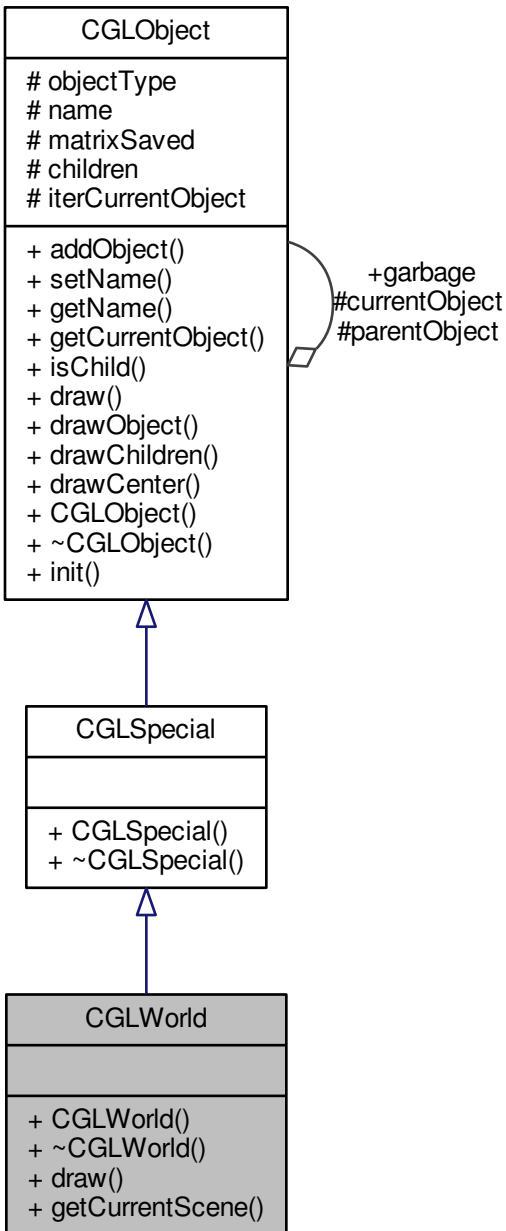 CGLObject
# objectType
# name
# matrixSaved
# children
# iterCurrentObject
+ addObject()
+ setName()
+ getName()
+ getCurrentObject()
+ isChild()
+ draw()
+ drawObject()
+ drawChildren()
+ drawCenter()
+ CGLObject()
+ ~CGLObject()
+ init()
+garbage
#currentObject
#parentObject
CGLSpecial
+ CGLSpecial()
+ ~CGLSpecial()
CGLWorld
+ CGLWorld()
+ ~CGLWorld()
+ draw()
+ getCurrentScene()